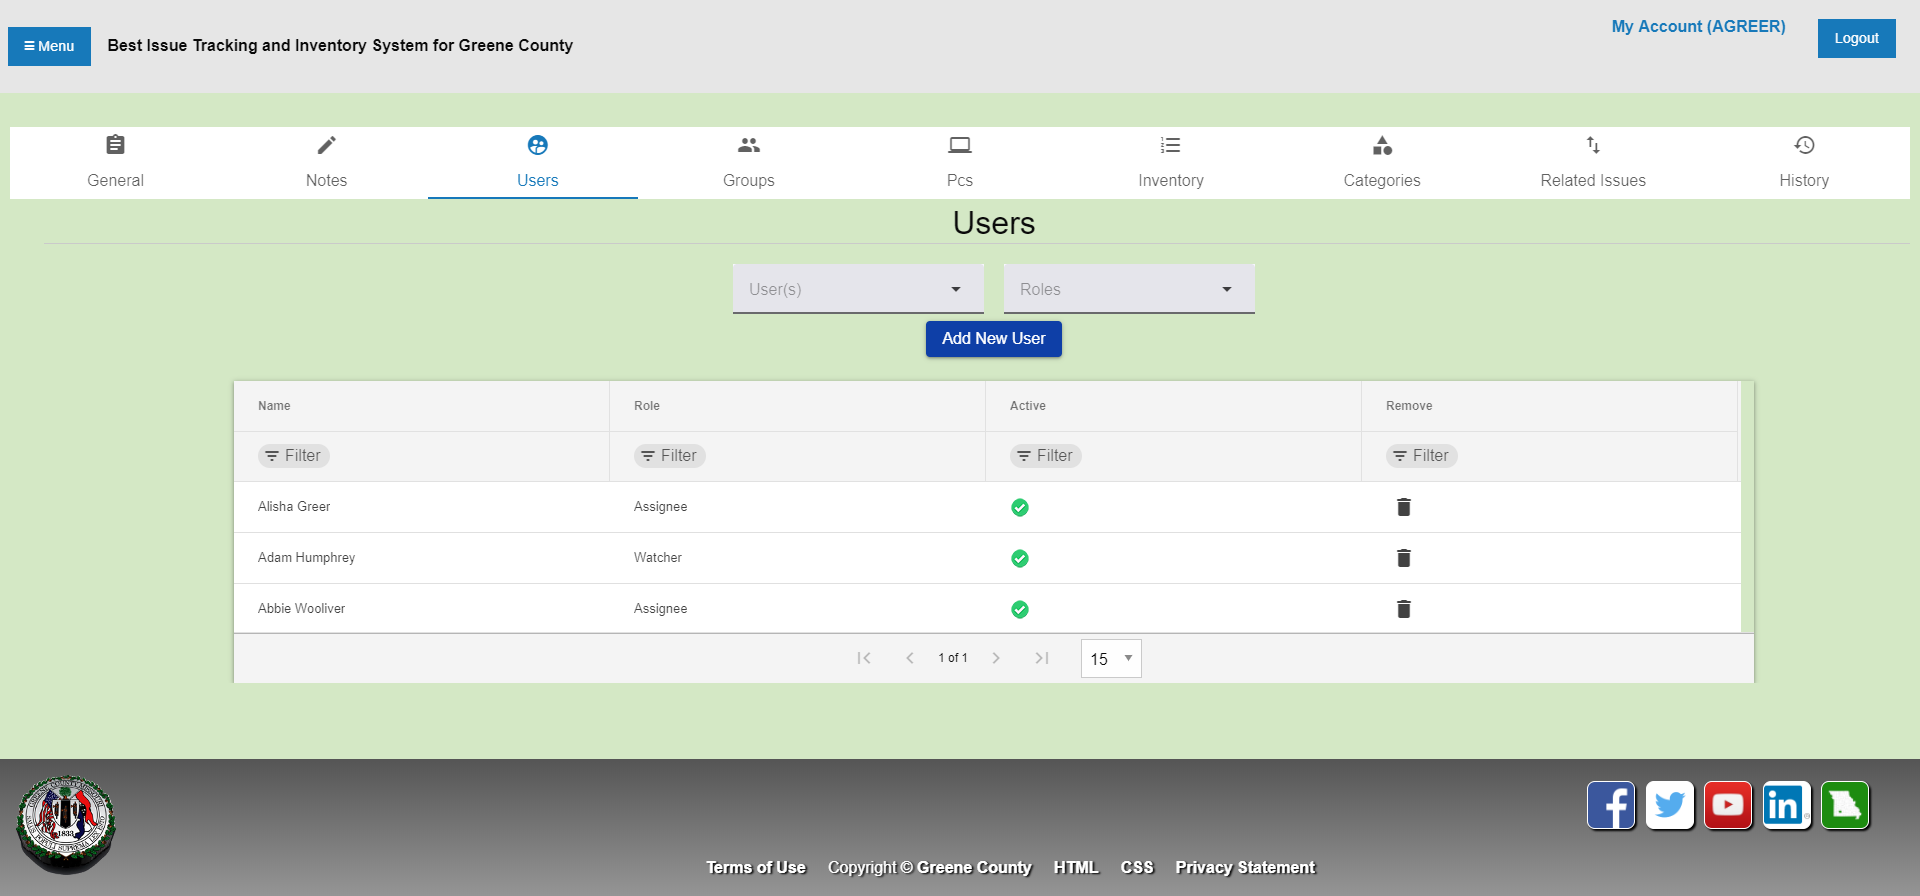 Menu
Best Issue Tracking and Inventory System for Greene County
My Account (AGREER)
Logout
General
Notes
Users
Groups
Pcs
Inventory
Categories
Related Issues
History
Users
User(s)
Roles
Add New User
Name Role Active Remove
Filter Filter Filter Filter
Alisha Greer Assignee
Adam Humphrey Watcher
Abbie Wooliver Assignee
1 of 1
15
1833
in
Terms of Use Copyright © Greene County HTML CSS Privacy Statement